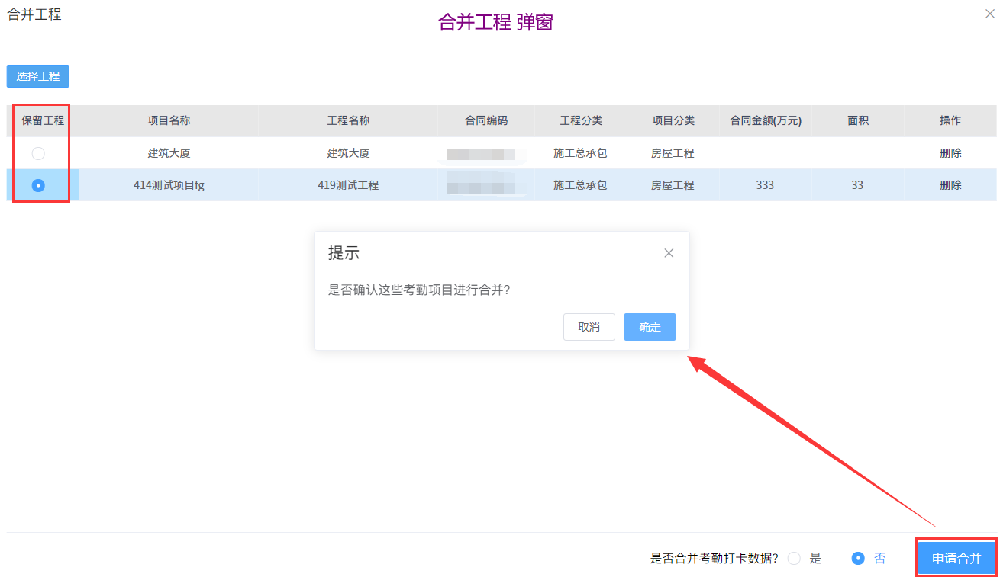 合并工程
合并工程 弹窗
选择工程
保留工程 项目名称 工程名称 合同编码 工程分类 项目分类 合同金额(万元) 面积 操作
建筑大厦 建筑大厦 施工总承包 房屋工程 删除
414测试项目fg 419测试工程 施工总承包 房屋工程 333 33 删除
提示
是否确认这些考勤项目进行合并?
取消 确定
是否合并考勤打卡数据? 是 否 申请合并